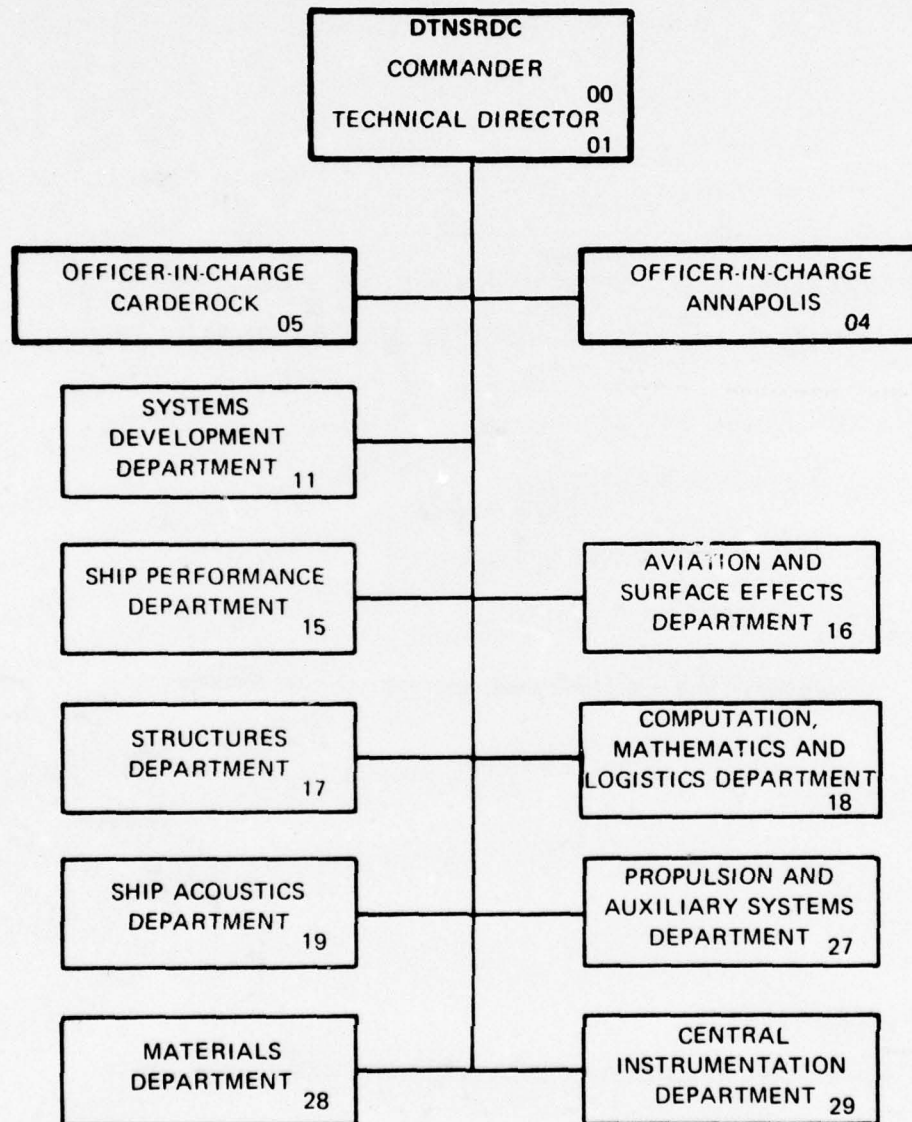 DTNSRDC
COMMANDER
00
TECHNICAL DIRECTOR
01
OFFICER-IN-CHARGE
CARDEROCK
05
OFFICER-IN-CHARGE
ANNAPOLIS
04
SYSTEMS
DEVELOPMENT
DEPARTMENT
11
SHIP PERFORMANCE
DEPARTMENT
15
AVIATION AND
SURFACE EFFECTS
DEPARTMENT
16
STRUCTURES
DEPARTMENT
17
COMPUTATION,
MATHEMATICS AND
LOGISTICS DEPARTMENT
18
SHIP ACOUSTICS
DEPARTMENT
19
PROPULSION AND
AUXILIARY SYSTEMS
DEPARTMENT
27
MATERIALS
DEPARTMENT
28
CENTRAL
INSTRUMENTATION
DEPARTMENT
29